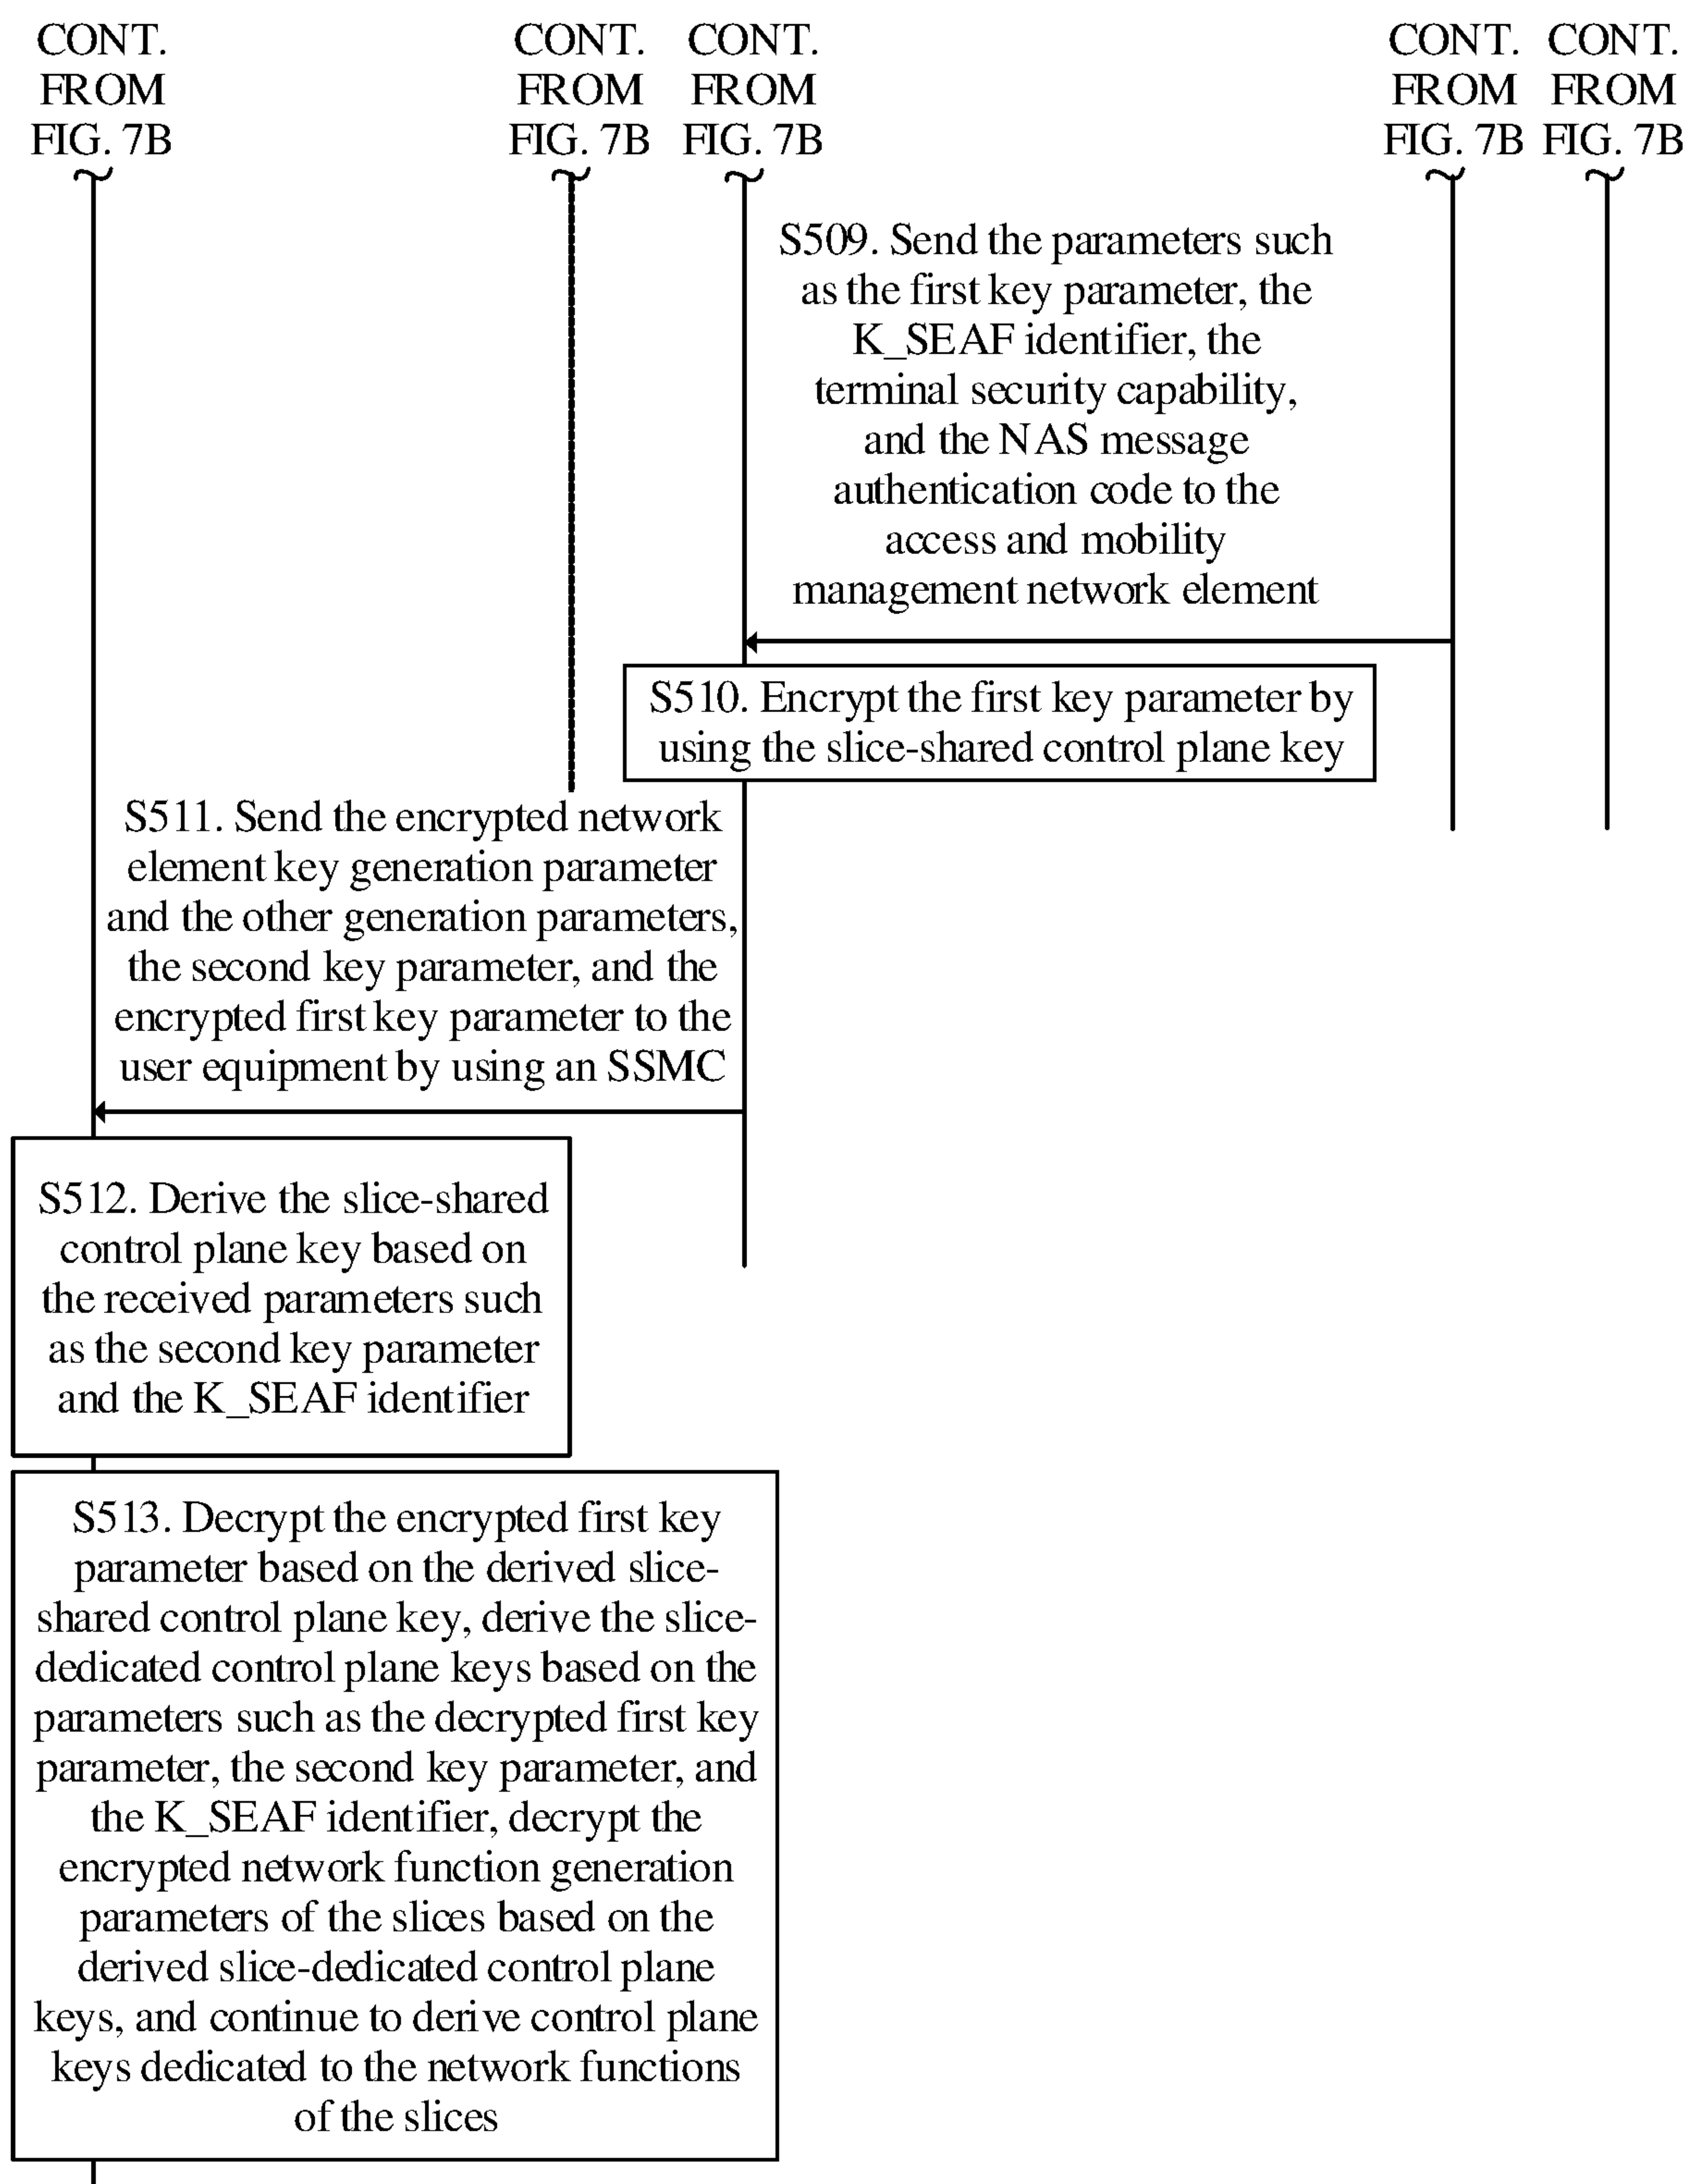 CONT.
FROM
FIG. 7B
CONT.
FROM
FIG. 7B
CONT.
FROM
FIG. 7B
CONT.
FROM
FIG. 7B
CONT.
FROM
FIG. 7B
S509. Send the parameters such
as the first key parameter, the
K_SEAF identifier, the
terminal security capability,
and the NAS message
authentication code to the
access and mobility
management network element
S510. Encrypt the first key parameter by
using the slice-shared control plane key
S511. Send the encrypted network
element key generation parameter
and the other generation parameters,
the second key parameter, and the
encrypted first key parameter to the
user equipment by using an SSMC
S512. Derive the slice-shared
control plane key based on
the received parameters such
as the second key parameter
and the K_SEAF identifier
S513. Decrypt the encrypted first key
parameter based on the derived slice-
shared control plane key, derive the slice-
dedicated control plane keys based on the
parameters such as the decrypted first key
parameter, the second key parameter, and
the K_SEAF identifier, decrypt the
encrypted network function generation
parameters of the slices based on the
derived slice-dedicated control plane
keys, and continue to derive control plane
keys dedicated to the network functions
of the slices